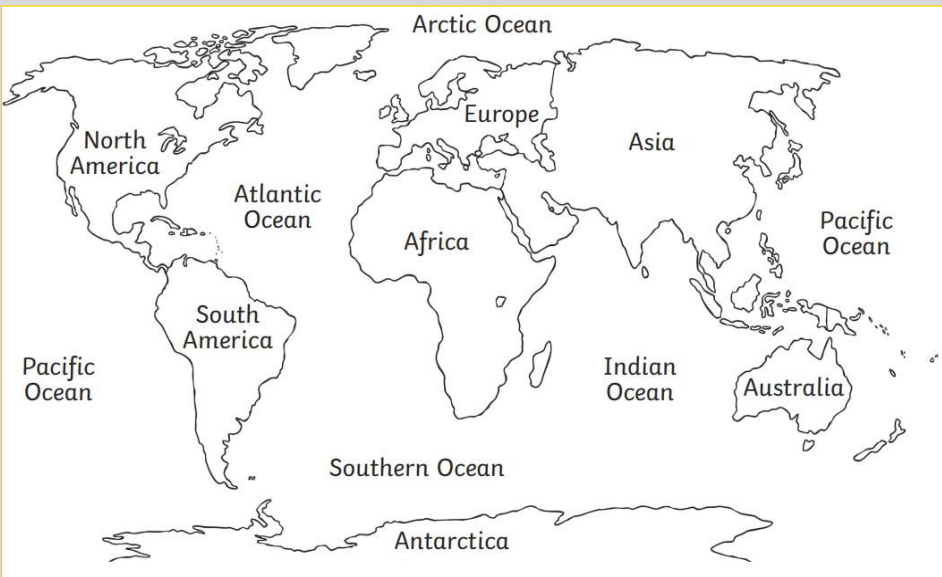 Arctic Ocean
Europe
North
America
Asia
Atlantic
Ocean
Pacific
Ocean
Africa
South
America
Pacific
Ocean
Indian
Ocean
Australia
Southern Ocean
Antarctica